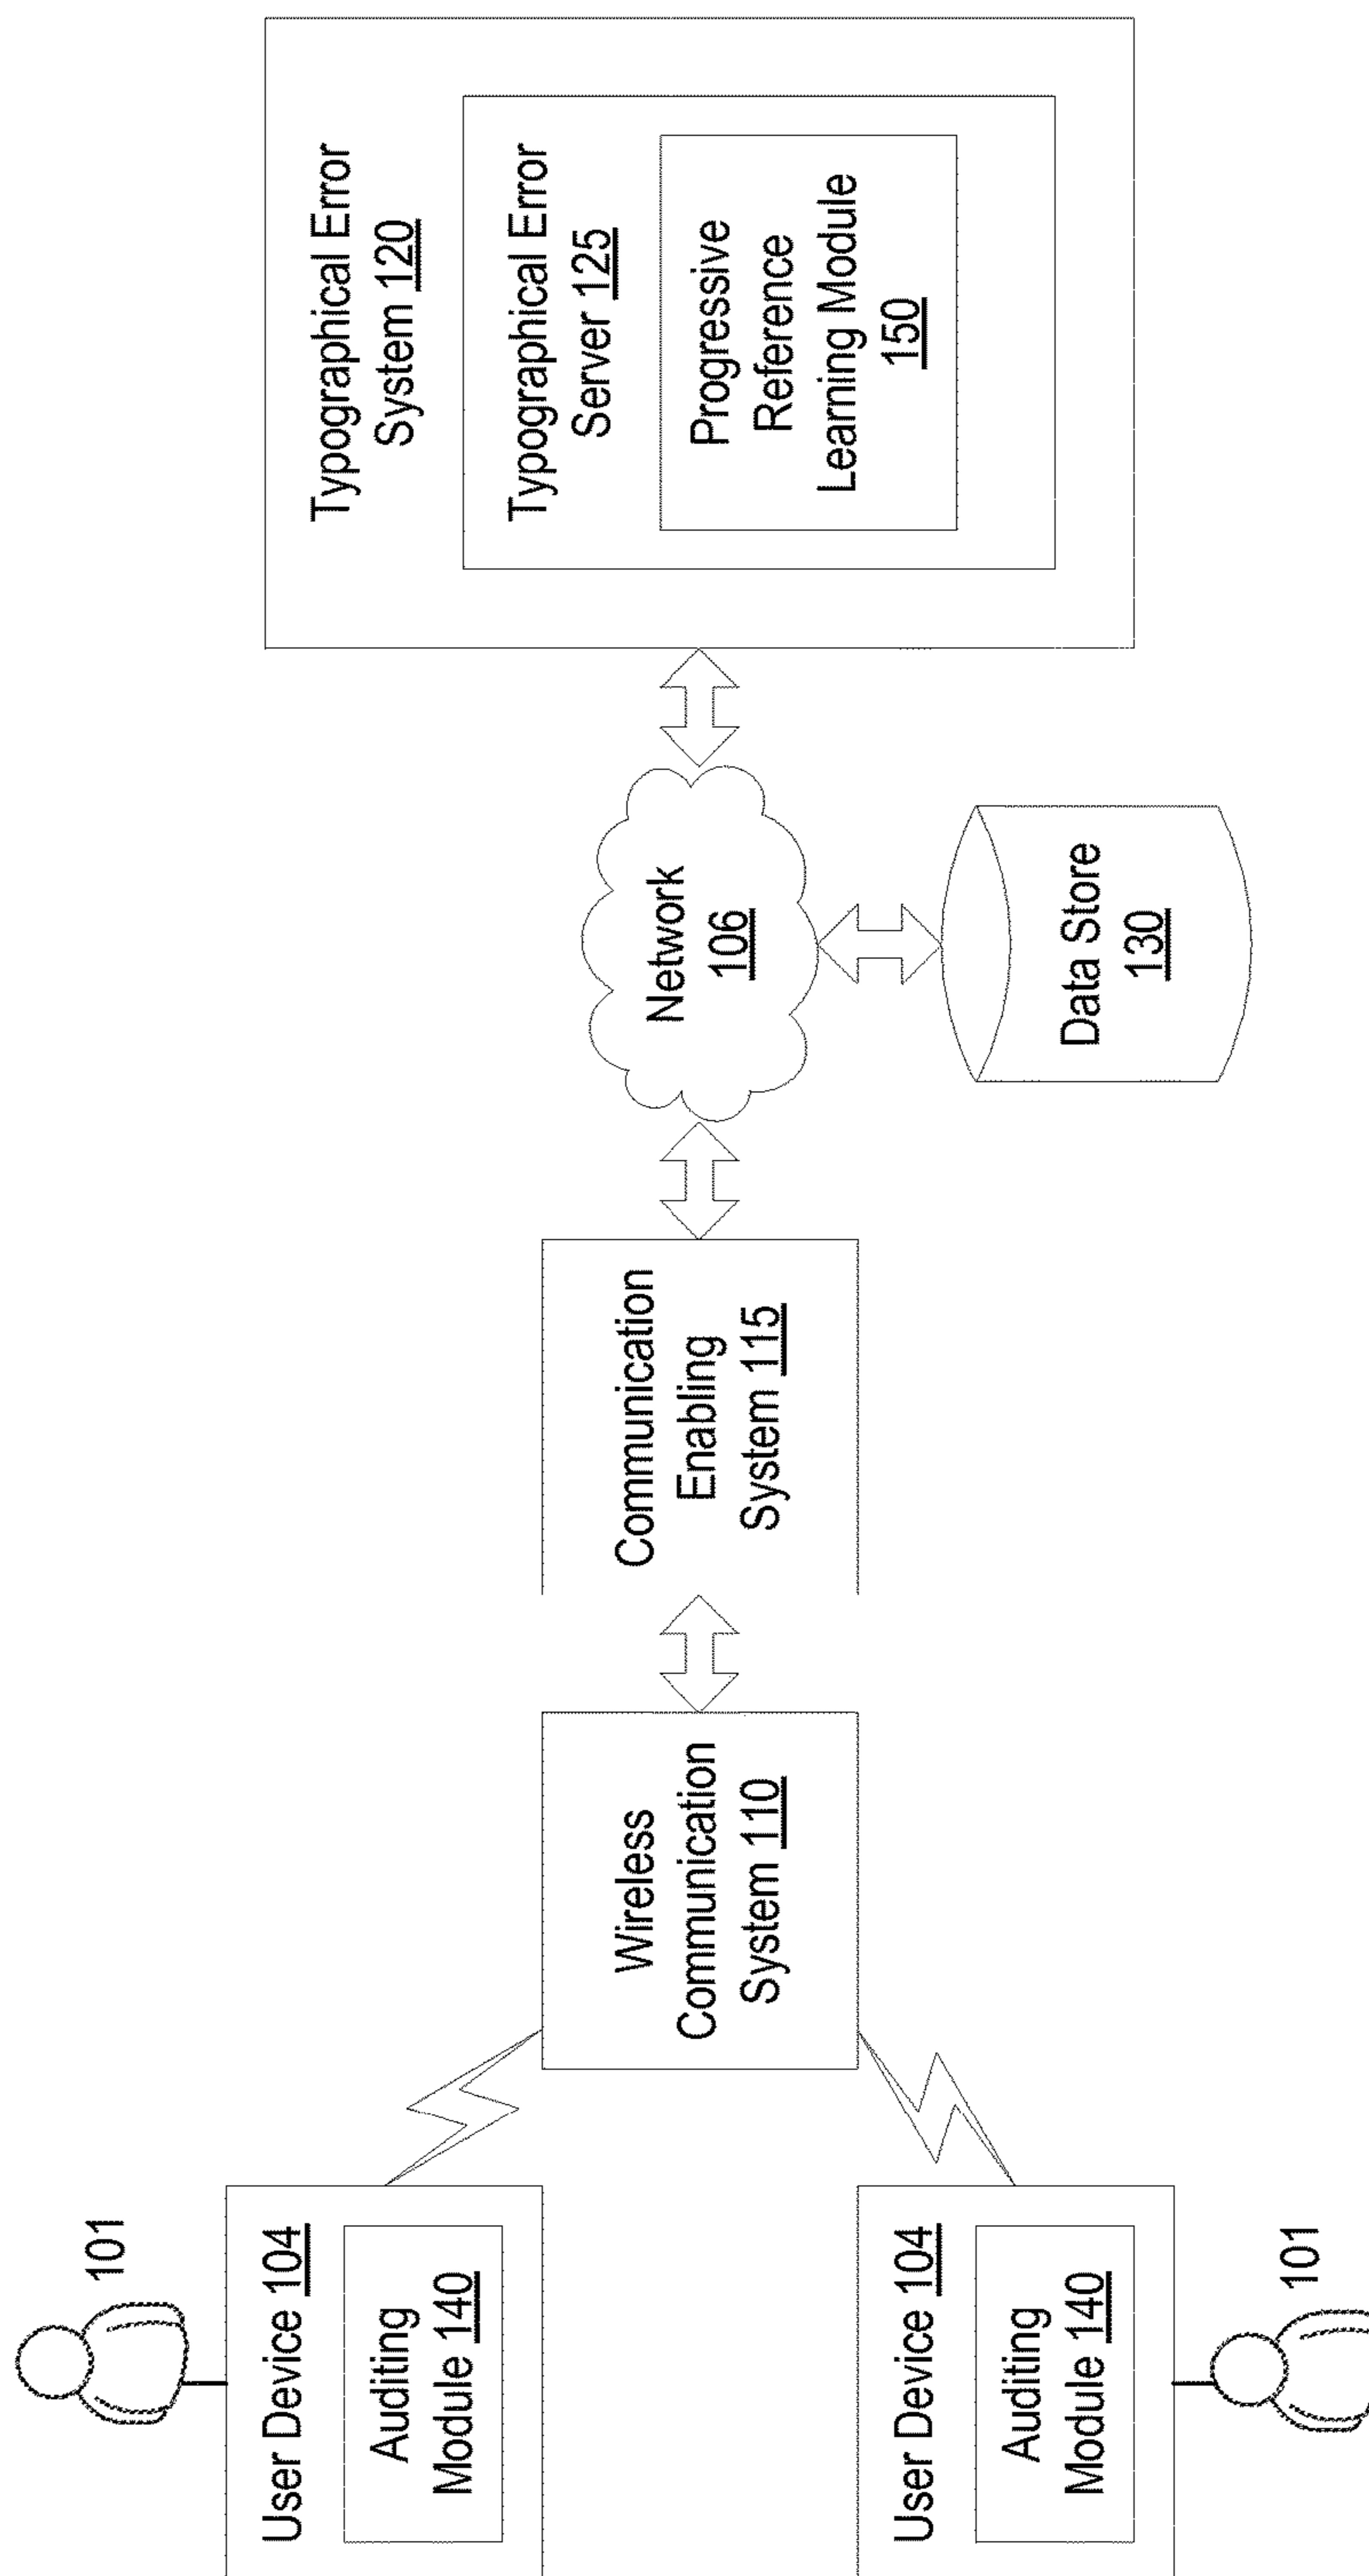 101
User Device 104
Auditing
Module 140
User Device 104
Auditing
Module 140
101
Wireless
Communication
System 110
Communication
Enabling
System 115
Network
106
Data Store
130
Typographical Error
System 120
Typographical Error
Server 125
Progressive
Reference
Learning Module
150